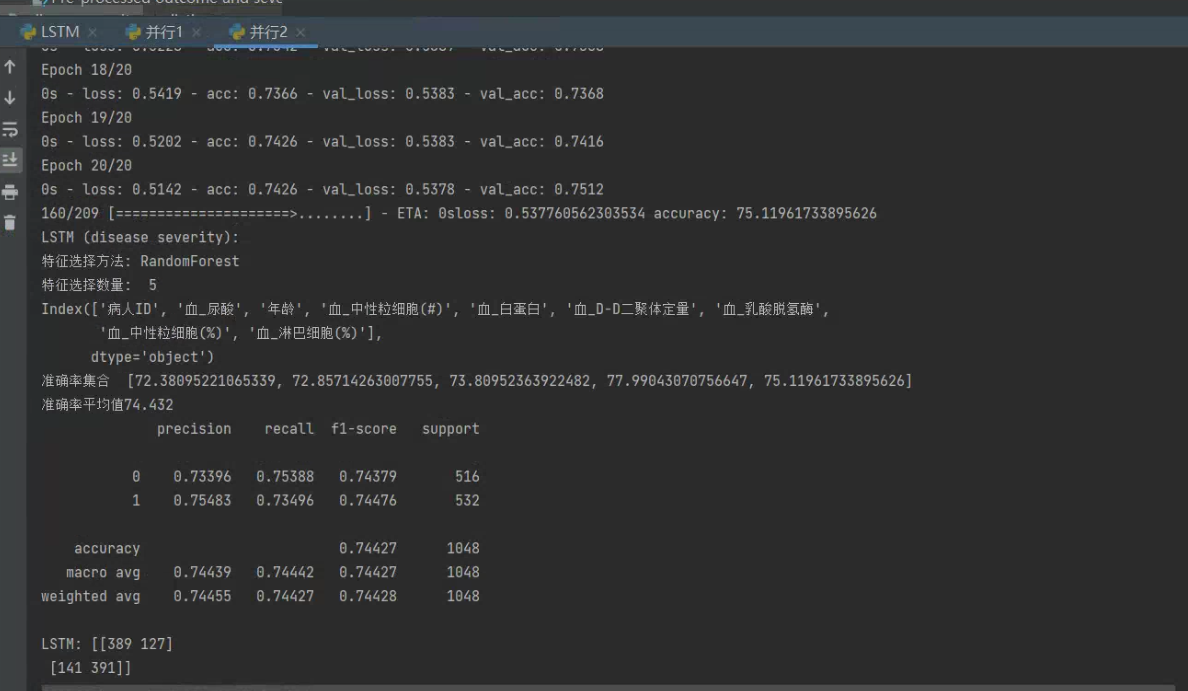 Pre-processed outcome and seve
LSTM × 并行1 × 并行2 ×
Epoch 18/20
0s - loss: 0.5419 - acc: 0.7366 - val_loss: 0.5383 - val_acc: 0.7368
Epoch 19/20
0s - loss: 0.5202 - acc: 0.7426 - val_loss: 0.5383 - val_acc: 0.7416
Epoch 20/20
0s - loss: 0.5142 - acc: 0.7426 - val_loss: 0.5378 - val_acc: 0.7512
160/209 [=====================>........] - ETA: 0sloss: 0.537760562303534 accuracy: 75.11961733895626
LSTM (disease severity):
特征选择方法: RandomForest
特征选择数量:  5
Index(['病人ID', '血_尿酸', '年龄', '血_中性粒细胞(#)', '血_白蛋白', '血_D-D二聚体定量', '血_乳酸脱氢酶',
       '血_中性粒细胞(%)', '血_淋巴细胞(%)'],
      dtype='object')
准确率集合  [72.38095221065339, 72.85714263007755, 73.80952363922482, 77.99043070756647, 75.11961733895626]
准确率平均值74.432
              precision    recall  f1-score   support
           0    0.73396   0.75388   0.74379       516
           1    0.75483   0.73496   0.74476       532
    accuracy                        0.74427      1048
   macro avg    0.74439   0.74442   0.74427      1048
weighted avg    0.74455   0.74427   0.74428      1048
LSTM: [[389 127]
 [141 391]]